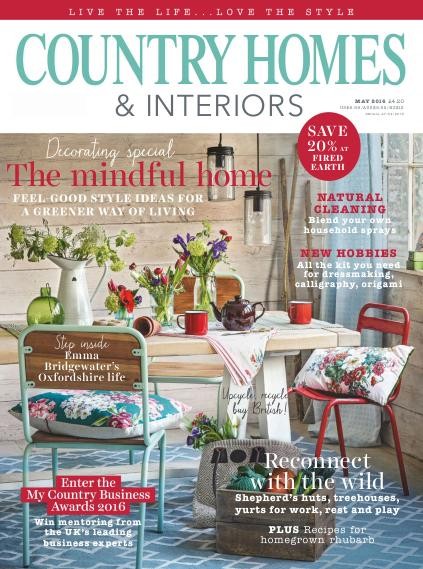 LIVE THE LIFE...LOVE THE STYLE
COUNTRY HOMES
& INTERIORS
MAY 2016 £4.20
SAVE
20% AT
FIRED
EARTH
Decorating special
The mindful home
FEEL-GOOD STYLE IDEAS FOR
A GREENER WAY OF LIVING
NATURAL
CLEANING
Blend your own
household sprays
NEW HOBBIES
All the kit you need
for dressmaking,
calligraphy, origami
Step inside
Emma
Bridgewater's
Oxfordshire life
Upcycle, recycle,
buy British!
Reconnect
with the wild
Shepherd's huts, treehouses,
yurts for work, rest and play
PLUS Recipes for
homegrown rhubarb
Enter the
My Country Business
Awards 2016
Win mentoring from
the UK's leading
business experts